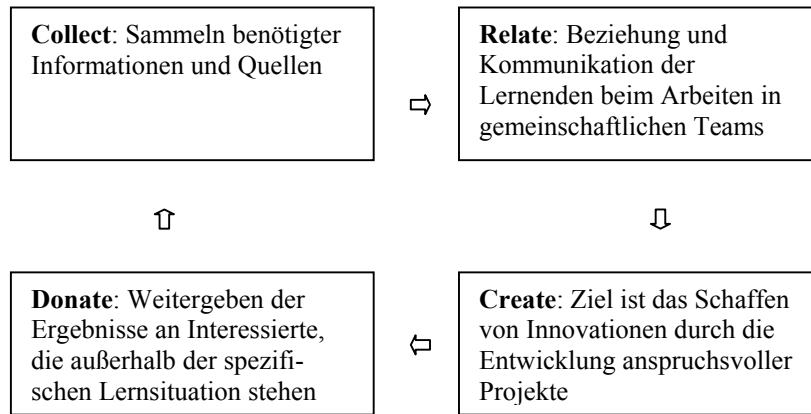 Collect: Sammeln benötigter
Informationen und Quellen
Relate: Beziehung und
Kommunikation der
Lernenden beim Arbeiten in
gemeinschaftlichen Teams
Donate: Weitergeben der
Ergebnisse an Interessierte,
die außerhalb der spezifi-
schen Lernsituation stehen
Create: Ziel ist das Schaffen
von Innovationen durch die
Entwicklung anspruchsvoller
Projekte